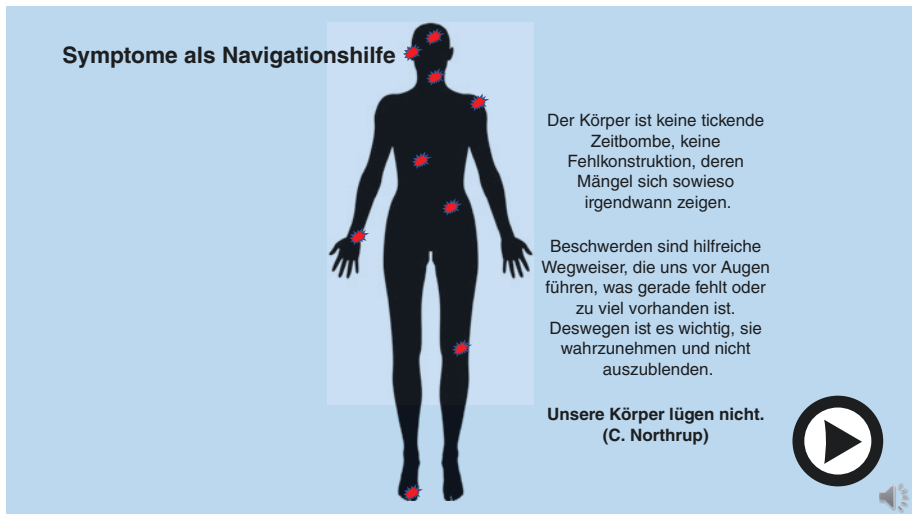 Symptome als Navigationshilfe
Der Körper ist keine tickende
Zeitbombe, keine
Fehlkonstruktion, deren
Mängel sich sowieso
irgendwann zeigen.
Beschwerden sind hilfreiche
Wegweiser, die uns vor Augen
führen, was gerade fehlt oder
zu viel vorhanden ist.
Deswegen ist es wichtig, sie
wahrzunehmen und nicht
auszublenden.
Unsere Körper lügen nicht.
(C. Northrup)